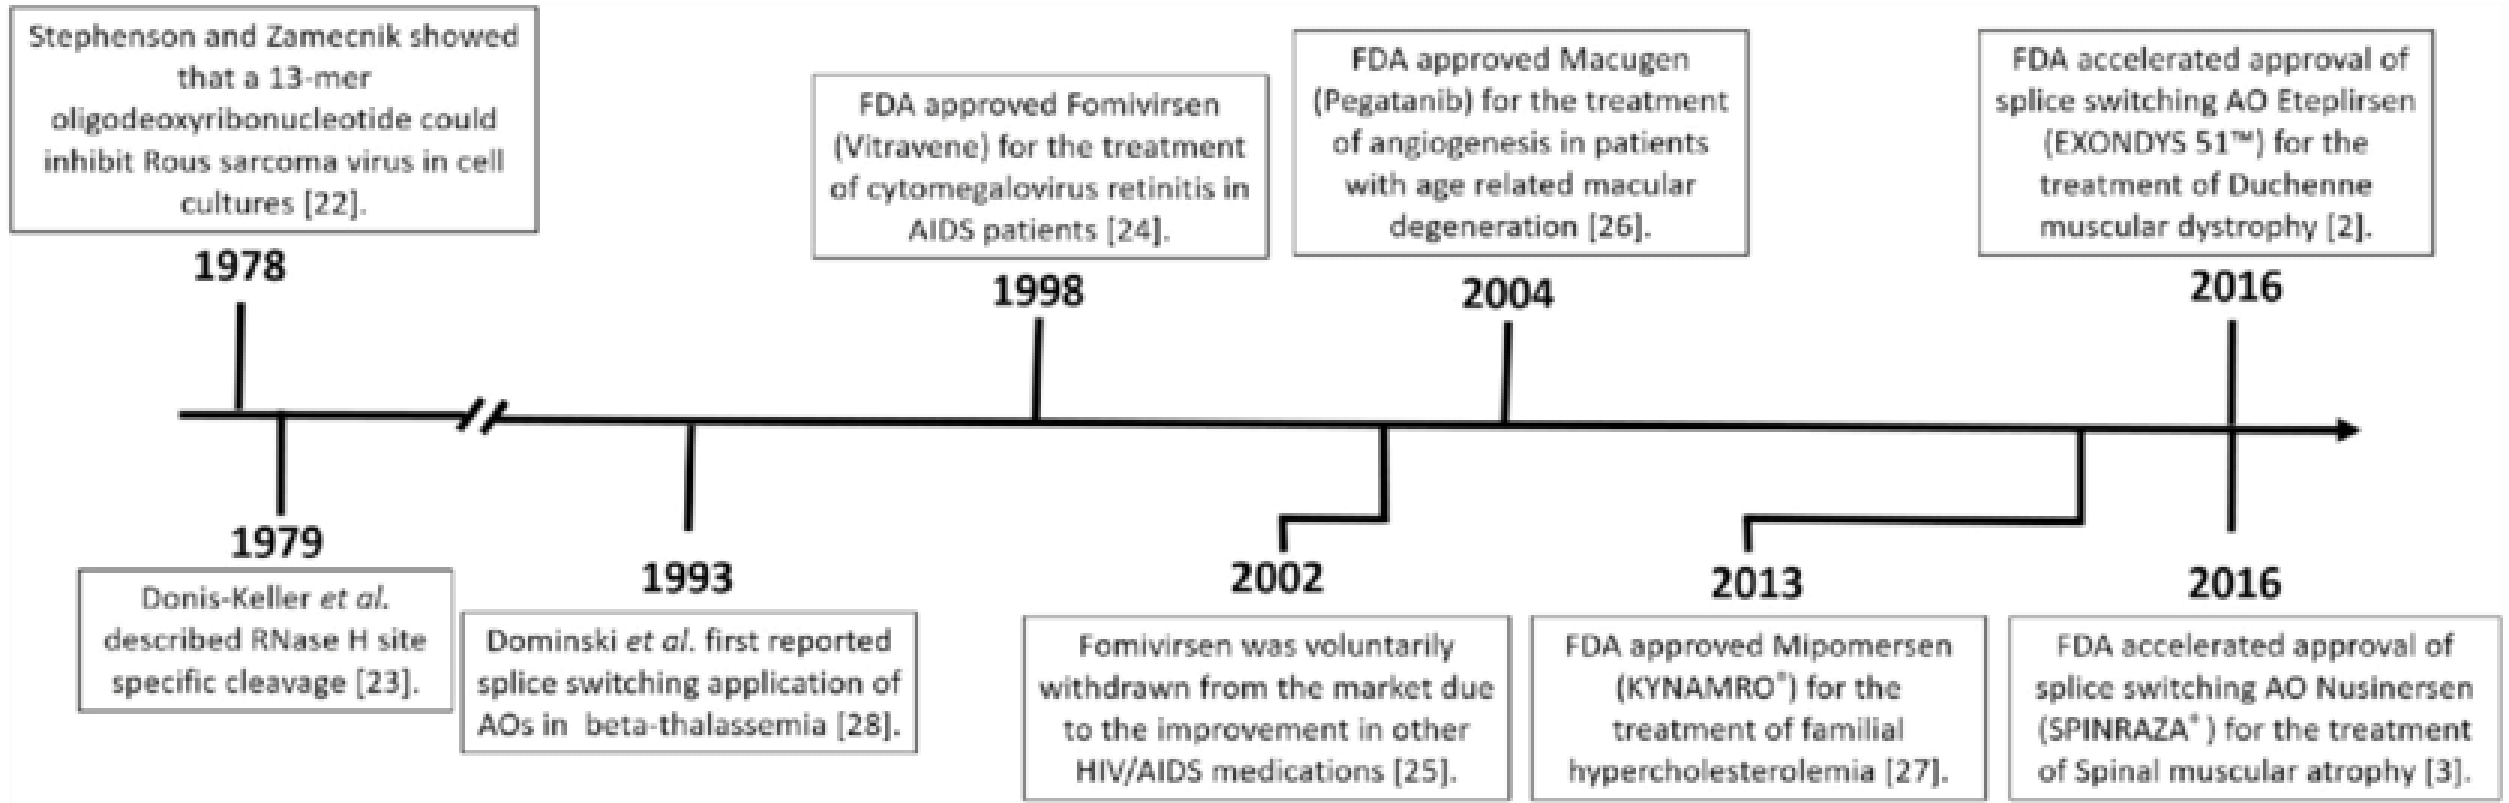 Stephenson and Zamecnik showed
that a 13-mer
oligodeoxyribonucleotide could
inhibit Rous sarcoma virus in cell
cultures [22].
1978
FDA approved Fomivirsen
(Vitravene) for the treatment
of cytomegalovirus retinitis in
AIDS patients [24].
1998
FDA approved Macugen
(Pegatanib) for the treatment
of angiogenesis in patients
with age related macular
degeneration [26].
2004
FDA accelerated approval of
splice switching AO Eteplirsen
(EXONDYS 51™) for the
treatment of Duchenne
muscular dystrophy [2].
2016
1979
Donis-Keller et al.
described RNase H site
specific cleavage [23].
1993
Dominski et al. first reported
splice switching application of
AOs in beta-thalassemia [28].
2002
Fomivirsen was voluntarily
withdrawn from the market due
to the improvement in other
HIV/AIDS medications [25].
2013
FDA approved Mipomersen
(KYNAMRO®) for the
treatment of familial
hypercholesterolemia [27].
2016
FDA accelerated approval of
splice switching AO Nusinersen
(SPINRAZA®) for the treatment
of Spinal muscular atrophy [3].